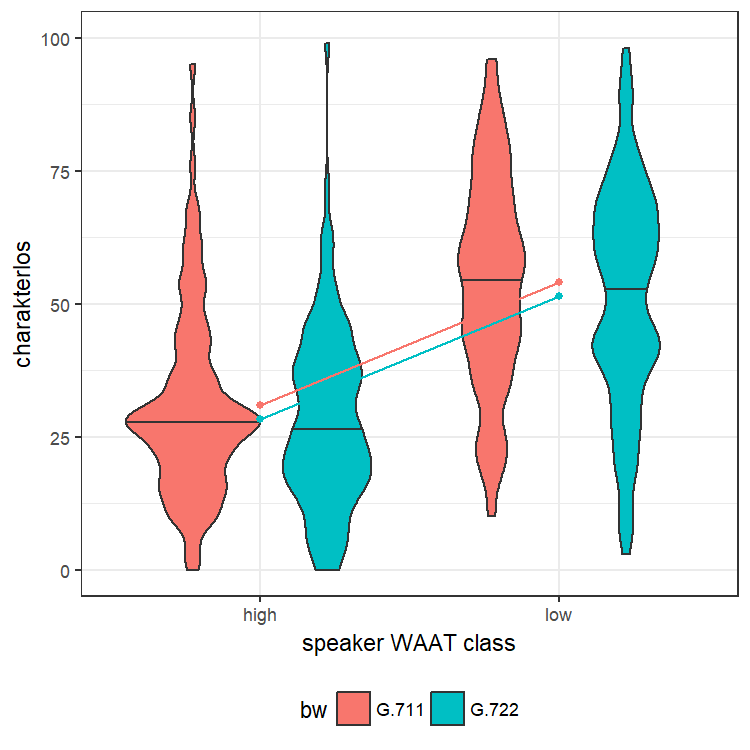 charakterlos
100
75
50
25
0
high low
speaker WAAT class
bw G.711 G.722